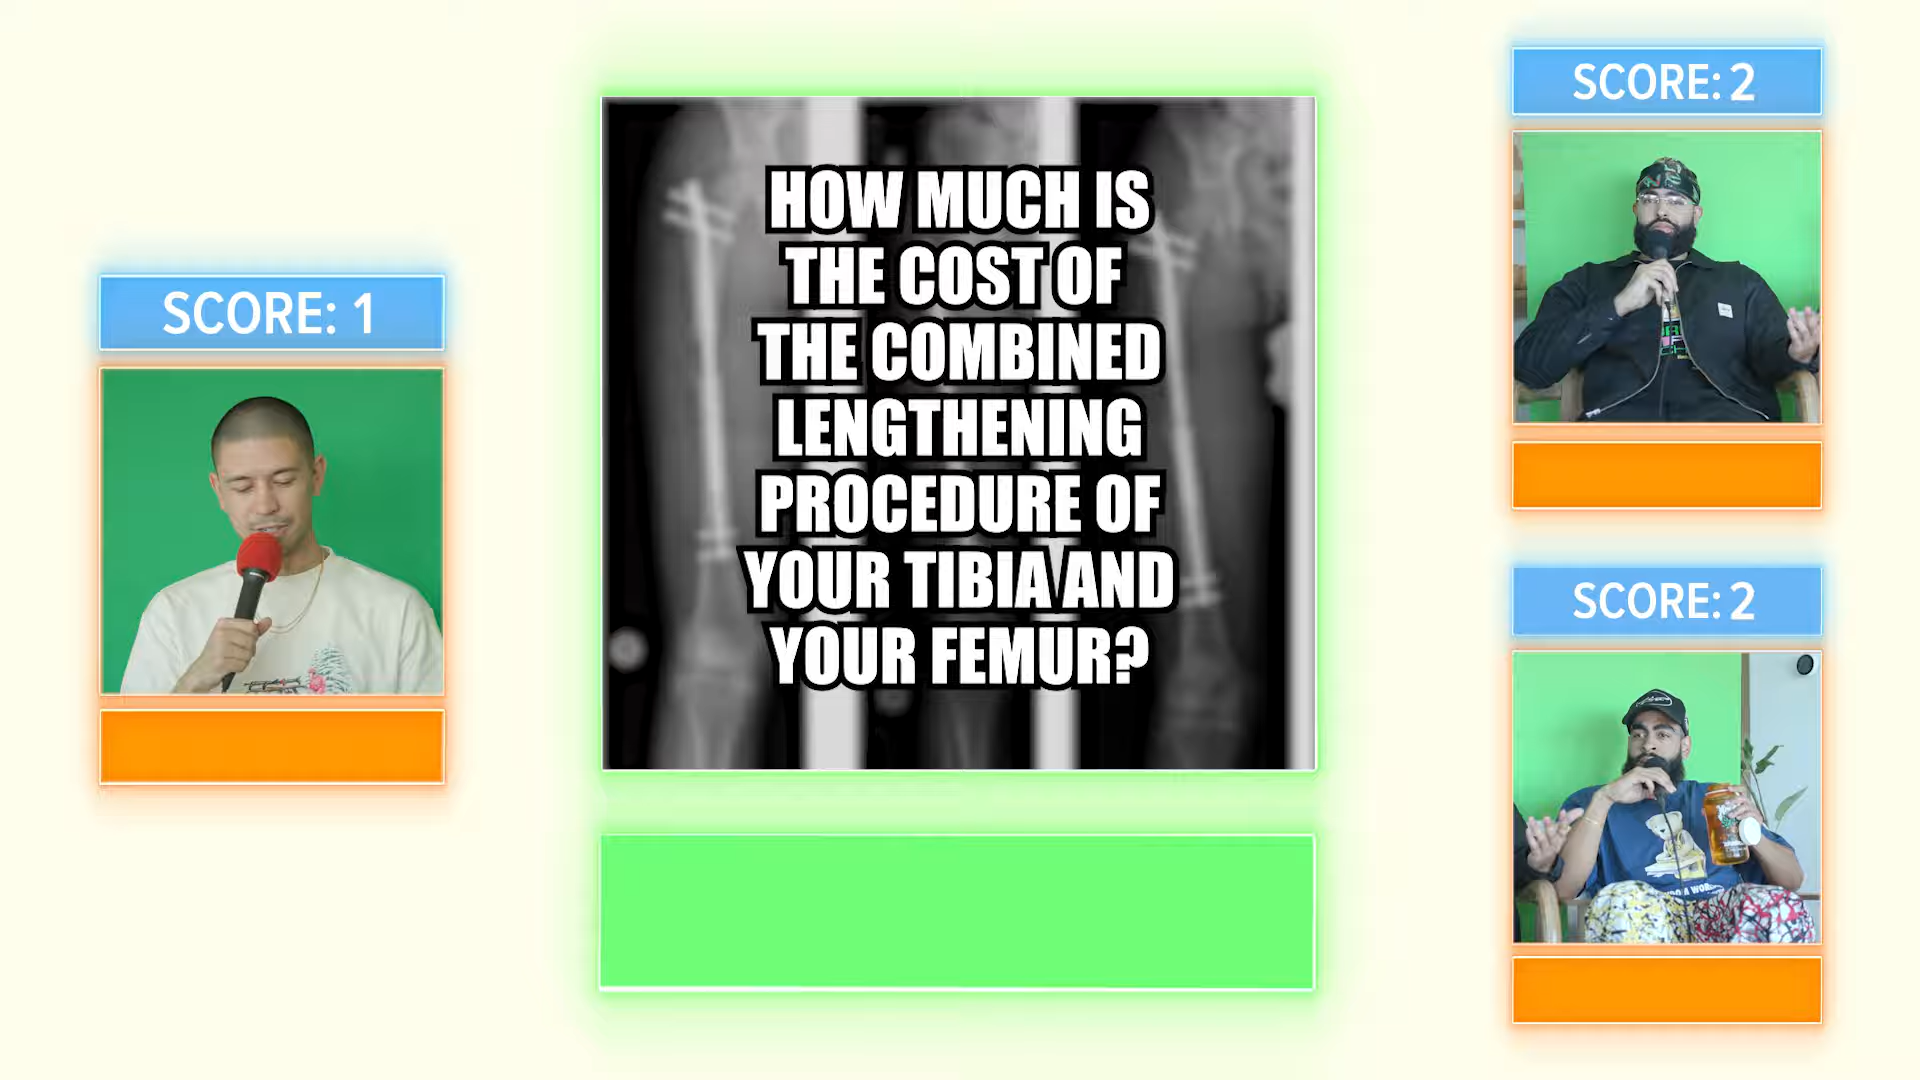 SCORE: 1
HOW MUCH IS
THE COST OF
THE COMBINED
LENGTHENING
PROCEDURE OF
YOUR TIBIA AND
YOUR FEMUR?
SCORE: 2
SCORE: 2